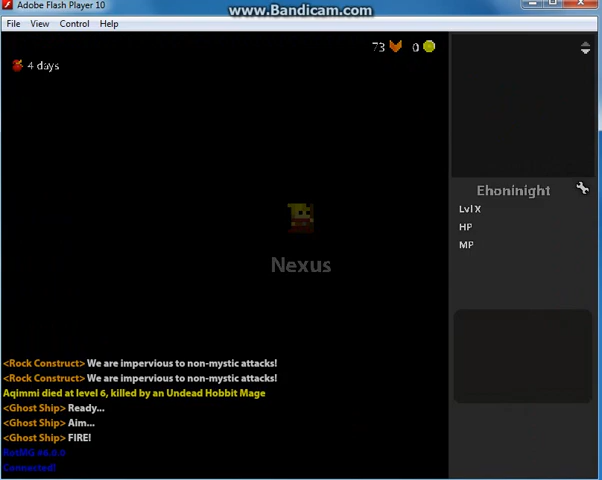 Adobe Flash Player 10
www.Bandicam.com
File View Control Help
73 0
4 days
Ehoninight
Lvl X
HP
MP
Nexus
<Rock Construct> We are impervious to non-mystic attacks!
<Rock Construct> We are impervious to non-mystic attacks!
Aqimmi died at level 6, killed by an Undead Hobbit Mage
<Ghost Ship> Ready...
<Ghost Ship> Aim...
<Ghost Ship> FIRE!
RotMG #6.0.0
Connected!